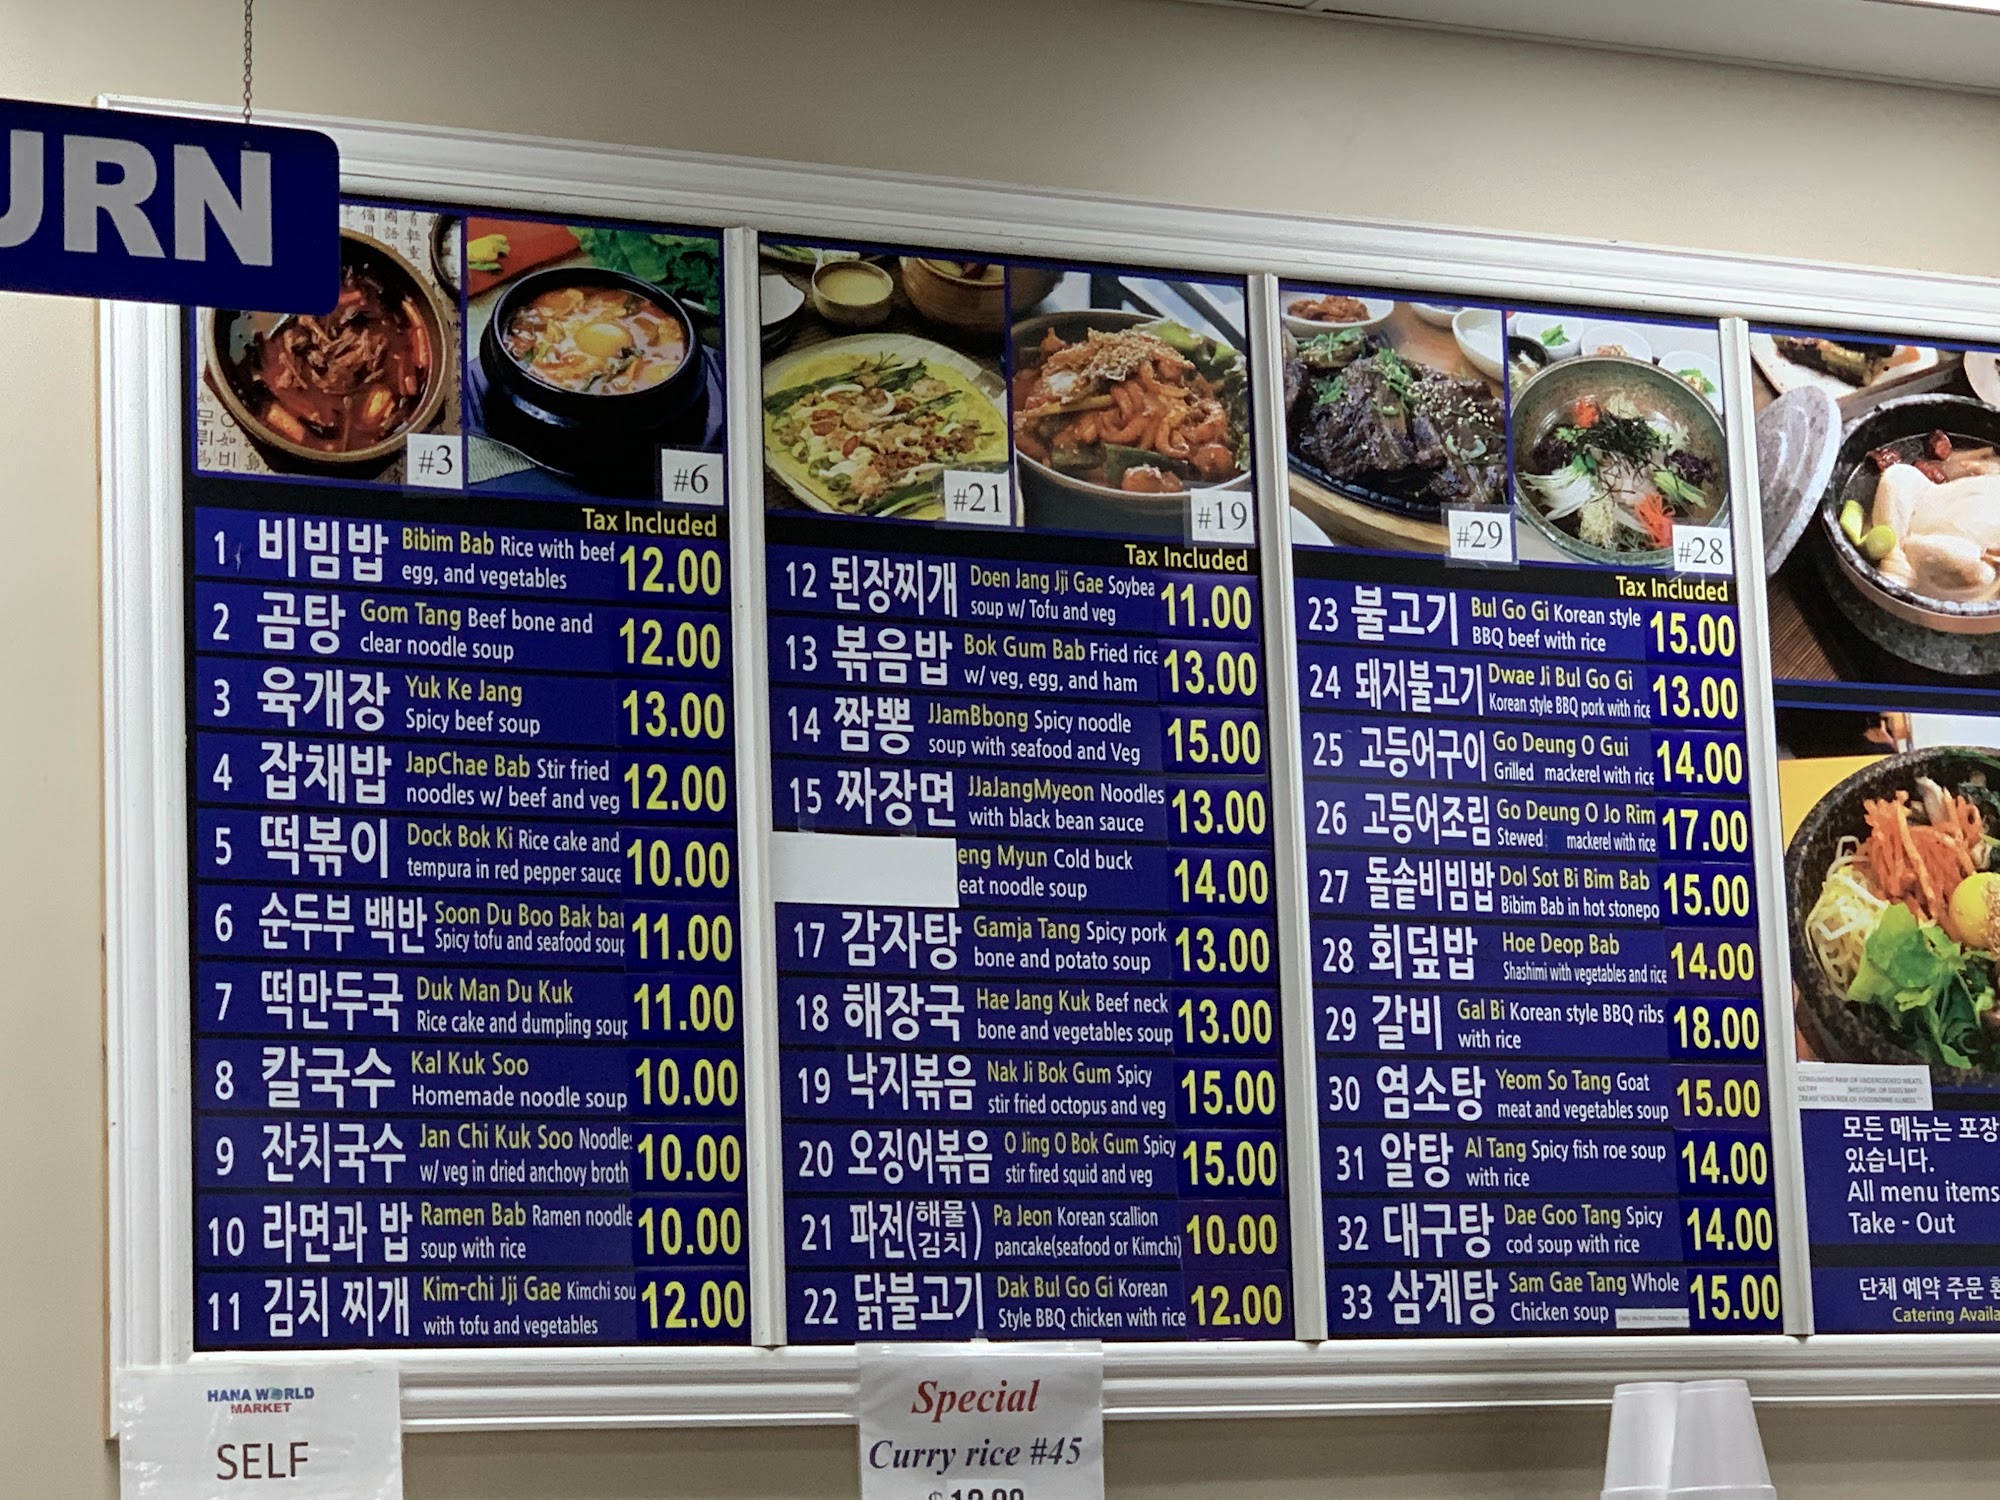 URN
#3
#6
Tax Included
1 비빔밥 Bibim Bab Rice with beef
egg, and vegetables 12.00
2 곰탕 Gom Tang Beef bone and
clear noodle soup 12.00
3 육개장 Yuk Ke Jang
Spicy beef soup 13.00
4 잡채밥 JapChae Bab Stir fried
noodles w/ beef and veg 12.00
5 떡볶이 Dock Bok Ki Rice cake and
tempura in red pepper sauce 10.00
6 순두부 백반 Soon Du Boo Bak ban
Spicy tofu and seafood soup 11.00
7 떡만두국 Duk Man Du Kuk
Rice cake and dumpling soup 11.00
8 칼국수 Kal Kuk Soo
Homemade noodle soup 10.00
9 잔치국수 Jan Chi Kuk Soo Noodles
w/ veg in dried anchovy broth 10.00
10 라면과 밥 Ramen Bab Ramen noodle
soup with rice 10.00
11 김치 찌개 Kim-chi Jji Gae Kimchi sou
with tofu and vegetables 12.00
#21
#19
Tax Included
12 된장찌개 Doen Jang Jji Gae Soybea
soup w/ Tofu and veg 11.00
13 볶음밥 Bok Gum Bab Fried rice
w/ veg, egg, and ham 13.00
14 짬뽕 JJamBbong Spicy noodle
soup with seafood and Veg 15.00
15 짜장면 JJaJangMyeon Noodles
with black bean sauce 13.00
eng Myun Cold buck
eat noodle soup 14.00
17 감자탕 Gamja Tang Spicy pork
bone and potato soup 13.00
18 해장국 Hae Jang Kuk Beef neck
bone and vegetables soup 13.00
19 낙지볶음 Nak Ji Bok Gum Spicy
stir fried octopus and veg 15.00
20 오징어볶음 O Jing O Bok Gum Spicy
stir fired squid and veg 15.00
21 파전(해물 김치) Pa Jeon Korean scallion
pancake(seafood or Kimchi) 10.00
22 닭불고기 Dak Bul Go Gi Korean
Style BBQ chicken with rice 12.00
#29
#28
Tax Included
23 불고기 Bul Go Gi Korean style
BBQ beef with rice 15.00
24 돼지불고기 Dwae Ji Bul Go Gi
Korean style BBQ pork with rice 13.00
25 고등어구이 Go Deung O Gui
Grilled mackerel with rice 14.00
26 고등어조림 Go Deung O Jo Rim
Stewed mackerel with rice 17.00
27 돌솥비빔밥 Dol Sot Bi Bim Bab
Bibim Bab in hot stonepo 15.00
28 회덮밥 Hoe Deop Bab
Shashimi with vegetables and rice 14.00
29 갈비 Gal Bi Korean style BBQ ribs
with rice 18.00
30 염소탕 Yeom So Tang Goat
meat and vegetables soup 15.00
31 알탕 Al Tang Spicy fish roe soup
with rice 14.00
32 대구탕 Dae Goo Tang Spicy
cod soup with rice 14.00
33 삼계탕 Sam Gae Tang Whole
Chicken soup 15.00
CONSUMING RAW OR UNDERCOOKED MEATS,
SHELLFISH, OR EGGS MAY
CREASE YOUR RISK OF FOODBORNE ILLNESS
모든 메뉴는 포장
있습니다.
All menu items
Take - Out
단체 예약 주문
Catering Availa
HANA WORLD
MARKET
SELF
Special
Curry rice #45